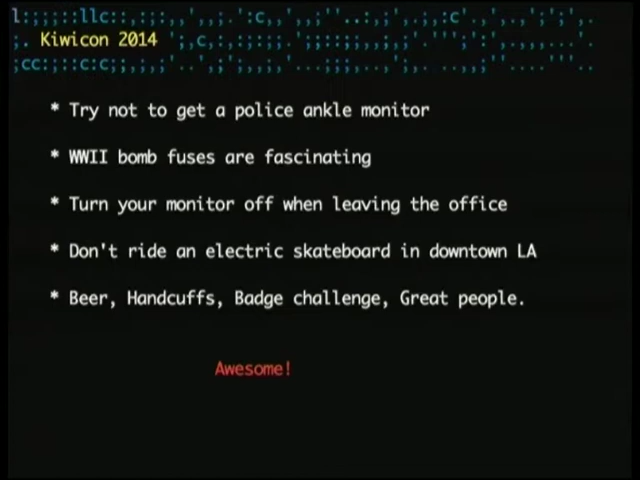 Kiwicon 2014
* Try not to get a police ankle monitor
* WWII bomb fuses are fascinating
* Turn your monitor off when leaving the office
* Don't ride an electric skateboard in downtown LA
* Beer, Handcuffs, Badge challenge, Great people.
Awesome!